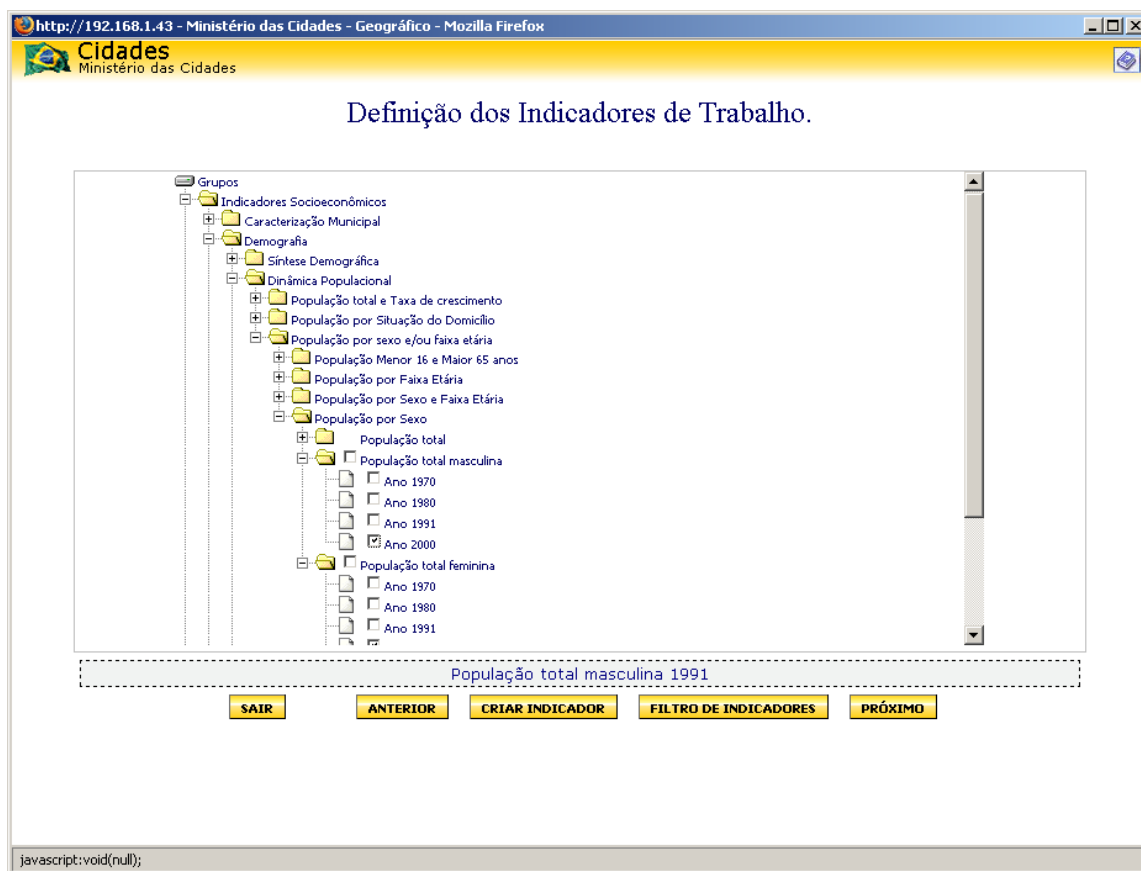 http://192.168.1.43 - Ministério das Cidades - Geográfico - Mozilla Firefox
Cidades
Ministério das Cidades
Definição dos Indicadores de Trabalho.
Grupos
Indicadores Socioeconômicos
Caracterização Municipal
Demografia
Síntese Demográfica
Dinâmica Populacional
População total e Taxa de crescimento
População por Situação do Domicílio
População por sexo e/ou faixa etária
População Menor 16 e Maior 65 anos
População por Faixa Etária
População por Sexo e Faixa Etária
População por Sexo
População total
População total masculina
Ano 1970
Ano 1980
Ano 1991
Ano 2000
População total feminina
Ano 1970
Ano 1980
Ano 1991
População total masculina 1991
SAIR ANTERIOR CRIAR INDICADOR FILTRO DE INDICADORES PRÓXIMO
javascript:void(null);